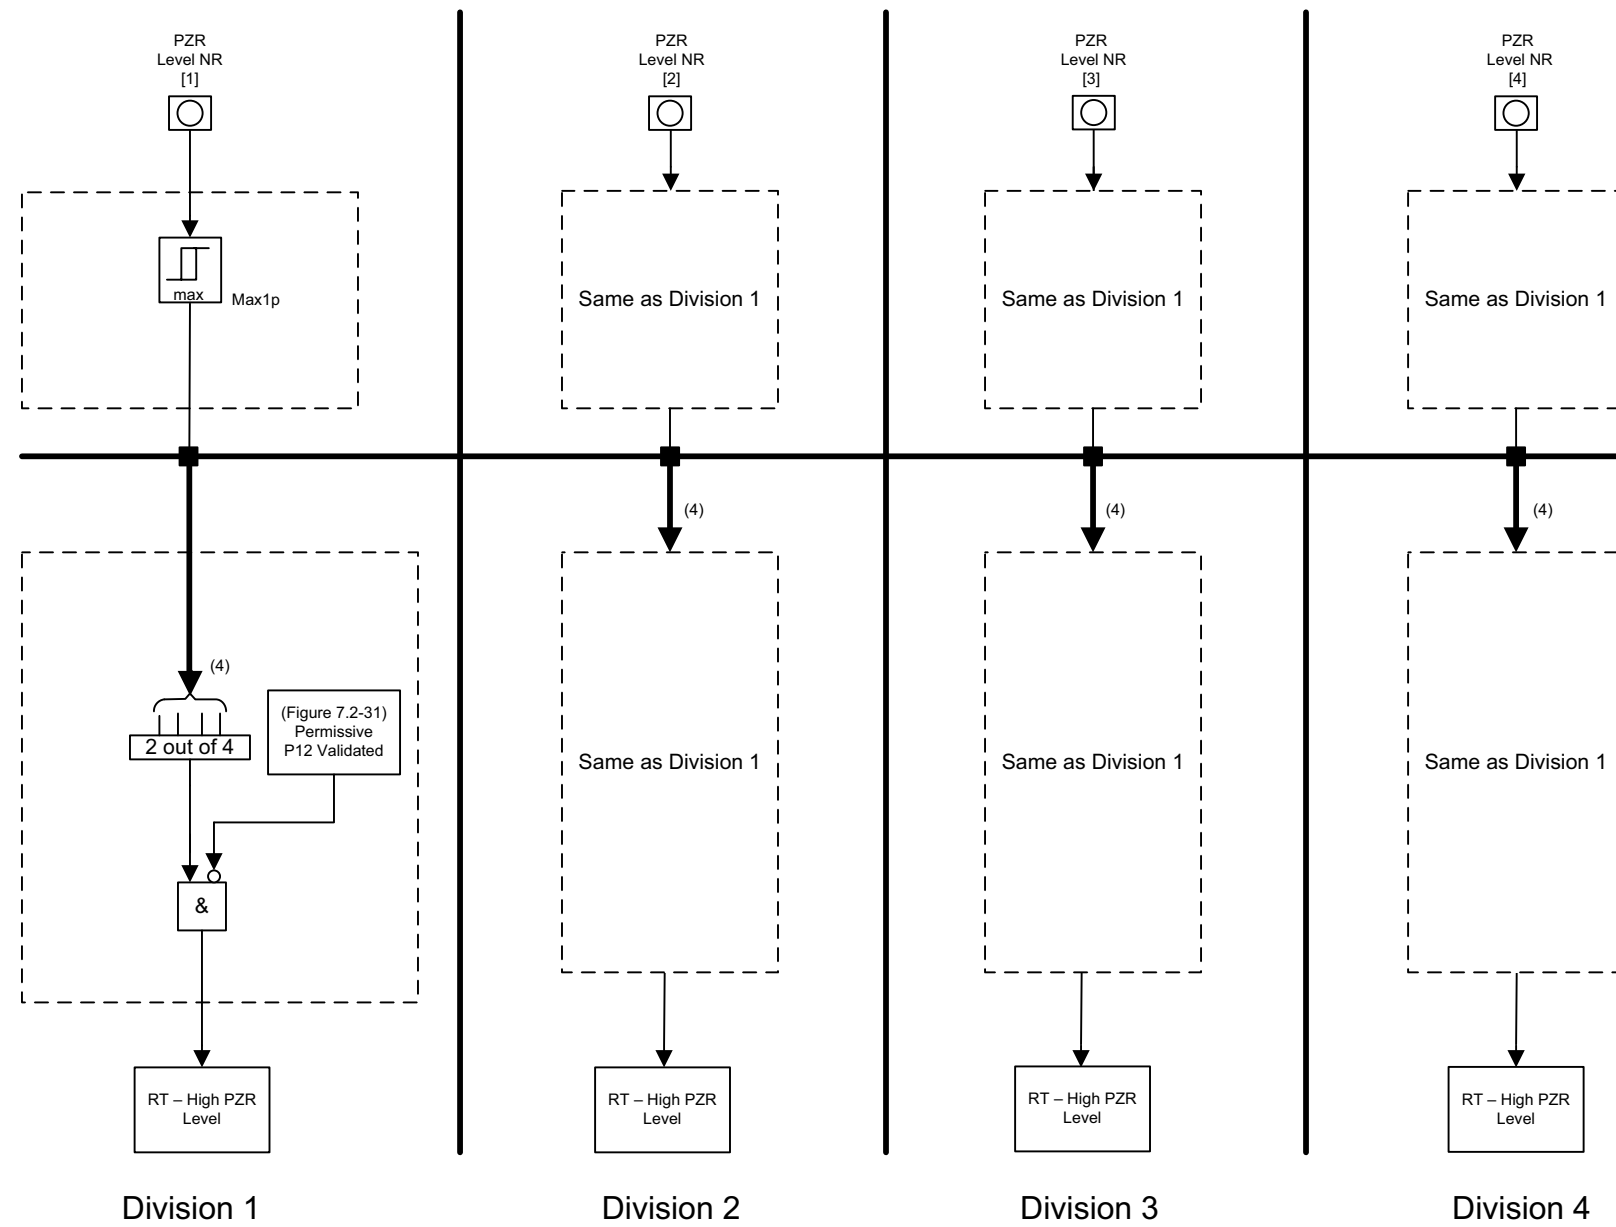 PZR
Level NR
[1]
PZR
Level NR
[2]
PZR
Level NR
[3]
PZR
Level NR
[4]
max
Max1p
Same as Division 1
Same as Division 1
Same as Division 1
(4)
(4)
(4)
(4)
2 out of 4
(Figure 7.2-31)
Permissive
P12 Validated
&
Same as Division 1
Same as Division 1
Same as Division 1
RT – High PZR
Level
RT – High PZR
Level
RT – High PZR
Level
RT – High PZR
Level
Division 1
Division 2
Division 3
Division 4